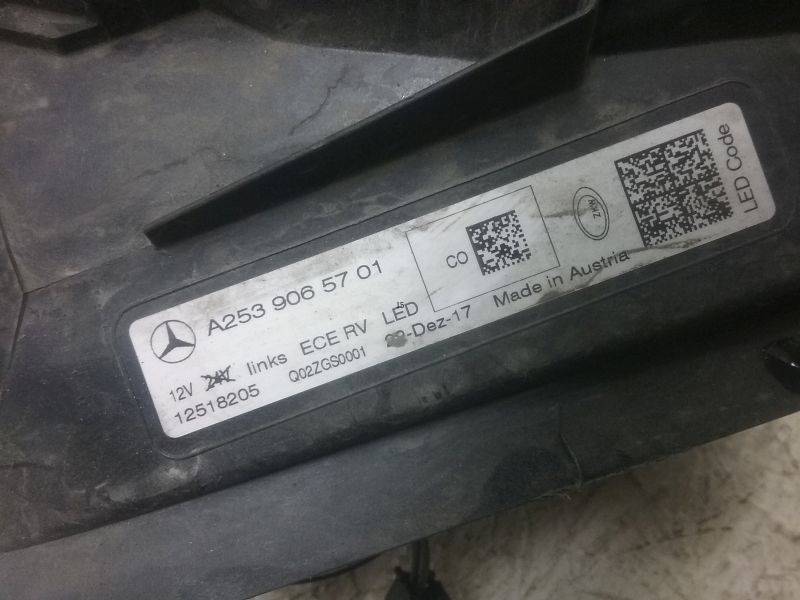 A253 906 57 01
12V 24V links ECE RV LED
12518205 Q02ZGS0001 -Dez-17 Made in Austria
CO
ZKW
LED Code